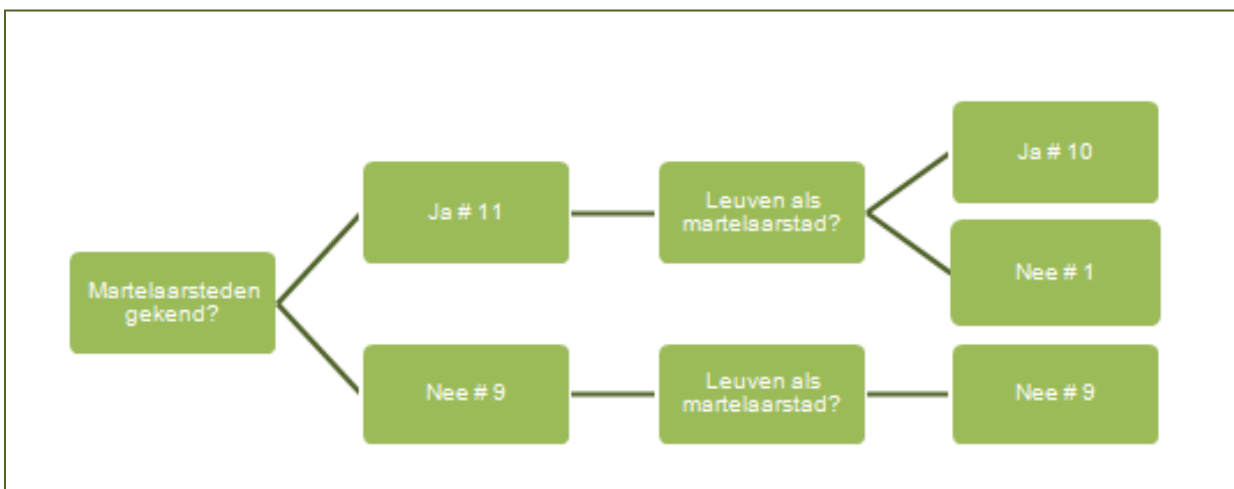 Martelaarsteden
gekend?
Ja # 11
Leuven als
martelaarstad?
Ja # 10
Nee # 1
Nee # 9
Leuven als
martelaarstad?
Nee # 9